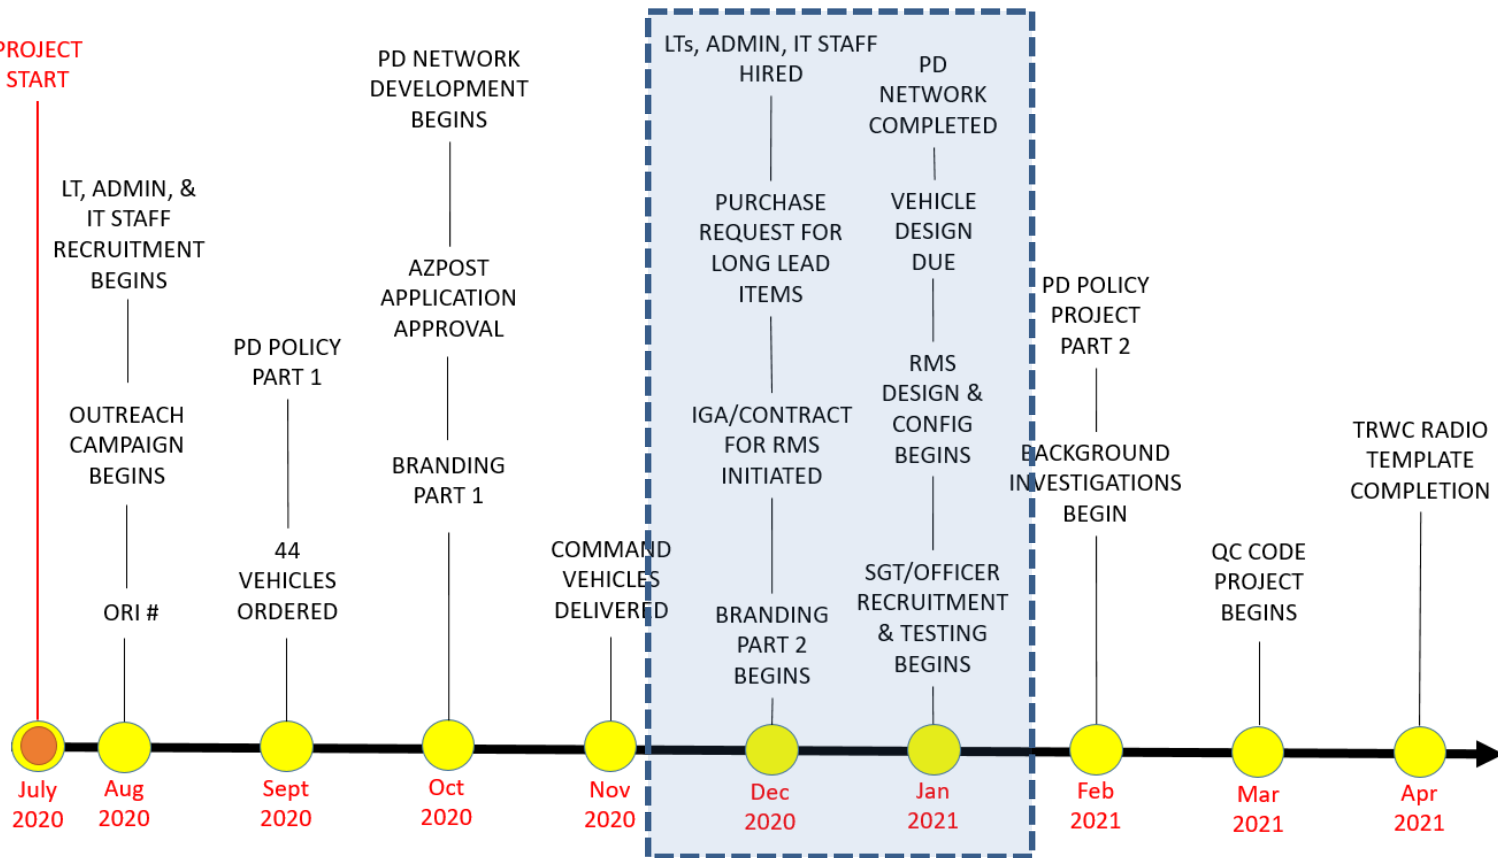 PROJECT
START
LT, ADMIN, &
IT STAFF
RECRUITMENT
BEGINS
OUTREACH
CAMPAIGN
BEGINS
ORI #
PD POLICY
PART 1
44
VEHICLES
ORDERED
PD NETWORK
DEVELOPMENT
BEGINS
AZPOST
APPLICATION
APPROVAL
BRANDING
PART 1
COMMAND
VEHICLES
DELIVERED
LTs, ADMIN, IT STAFF
HIRED
PURCHASE
REQUEST FOR
LONG LEAD
ITEMS
IGA/CONTRACT
FOR RMS
INITIATED
BRANDING
PART 2
BEGINS
PD
NETWORK
COMPLETED
VEHICLE
DESIGN
DUE
RMS
DESIGN &
CONFIG
BEGINS
SGT/OFFICER
RECRUITMENT
& TESTING
BEGINS
PD POLICY
PROJECT
PART 2
BACKGROUND
INVESTIGATIONS
BEGIN
QC CODE
PROJECT
BEGINS
TRWC RADIO
TEMPLATE
COMPLETION
July
2020
Aug
2020
Sept
2020
Oct
2020
Nov
2020
Dec
2020
Jan
2021
Feb
2021
Mar
2021
Apr
2021